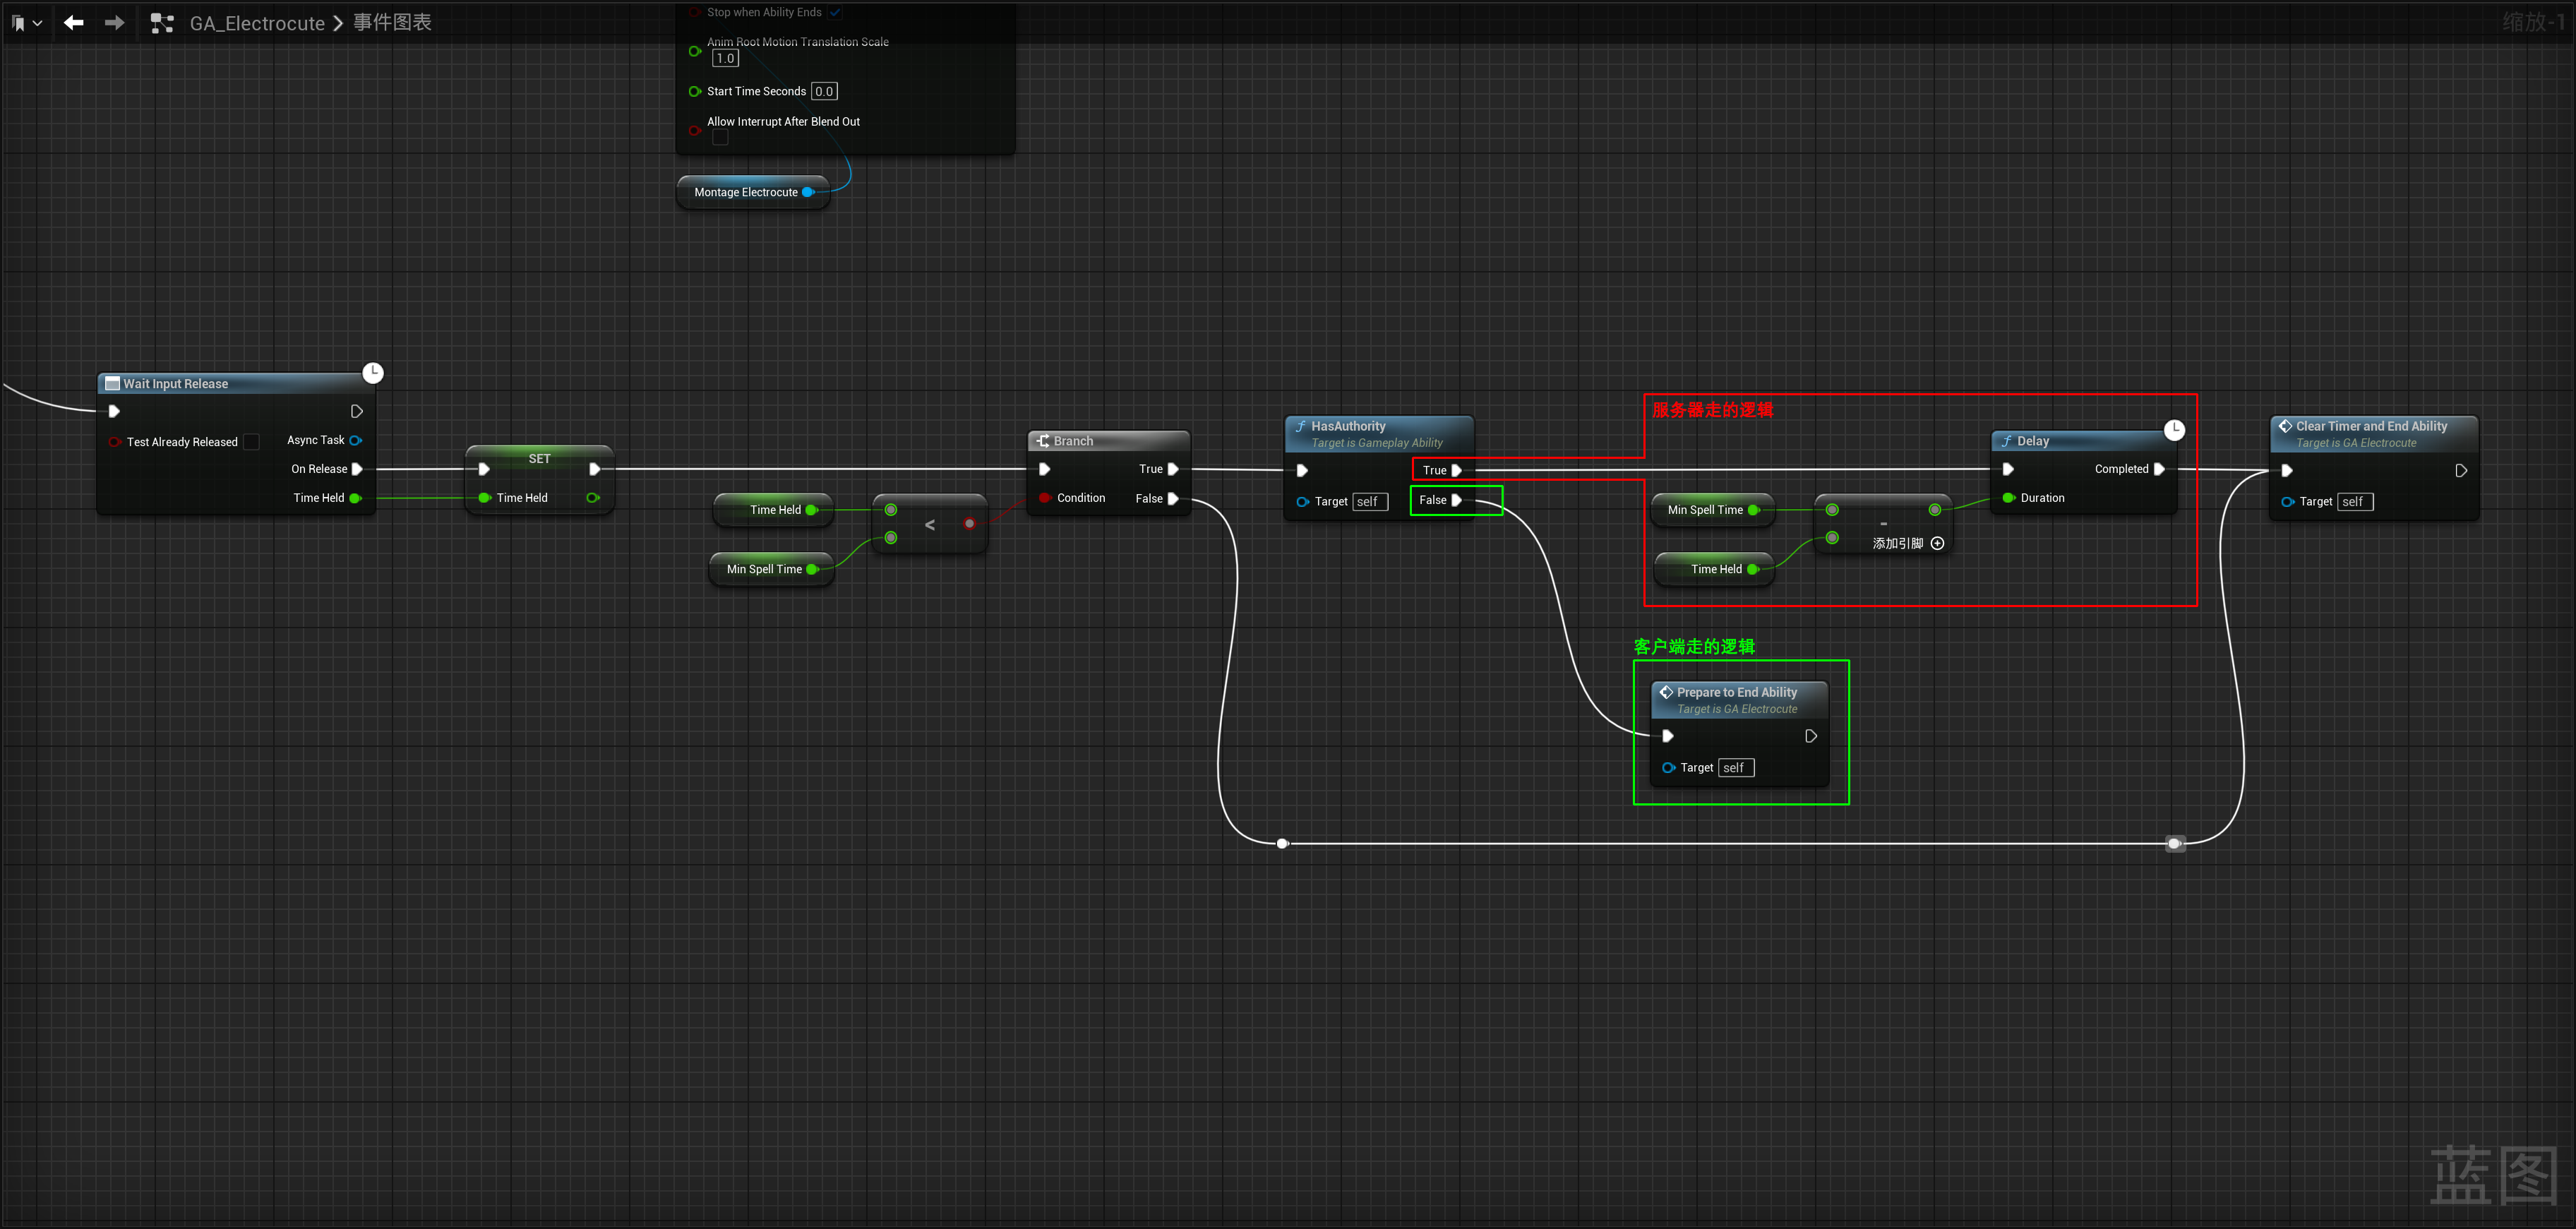 GA_Electrocute > 事件图表
缩放-1
Stop when Ability Ends
Anim Root Motion Translation Scale
1.0
Start Time Seconds 0.0
Allow Interrupt After Blend Out
Montage Electrocute
Wait Input Release
Test Already Released
Async Task
On Release
Time Held
SET
Time Held
Time Held
Min Spell Time
<
Branch
True
Condition
False
HasAuthority
Target is Gameplay Ability
True
Target self
False
服务器走的逻辑
Min Spell Time
Time Held
-
添加引脚
Delay
Completed
Duration
Clear Timer and End Ability
Target is GA Electrocute
Target self
客户端走的逻辑
Prepare to End Ability
Target is GA Electrocute
Target self
蓝图